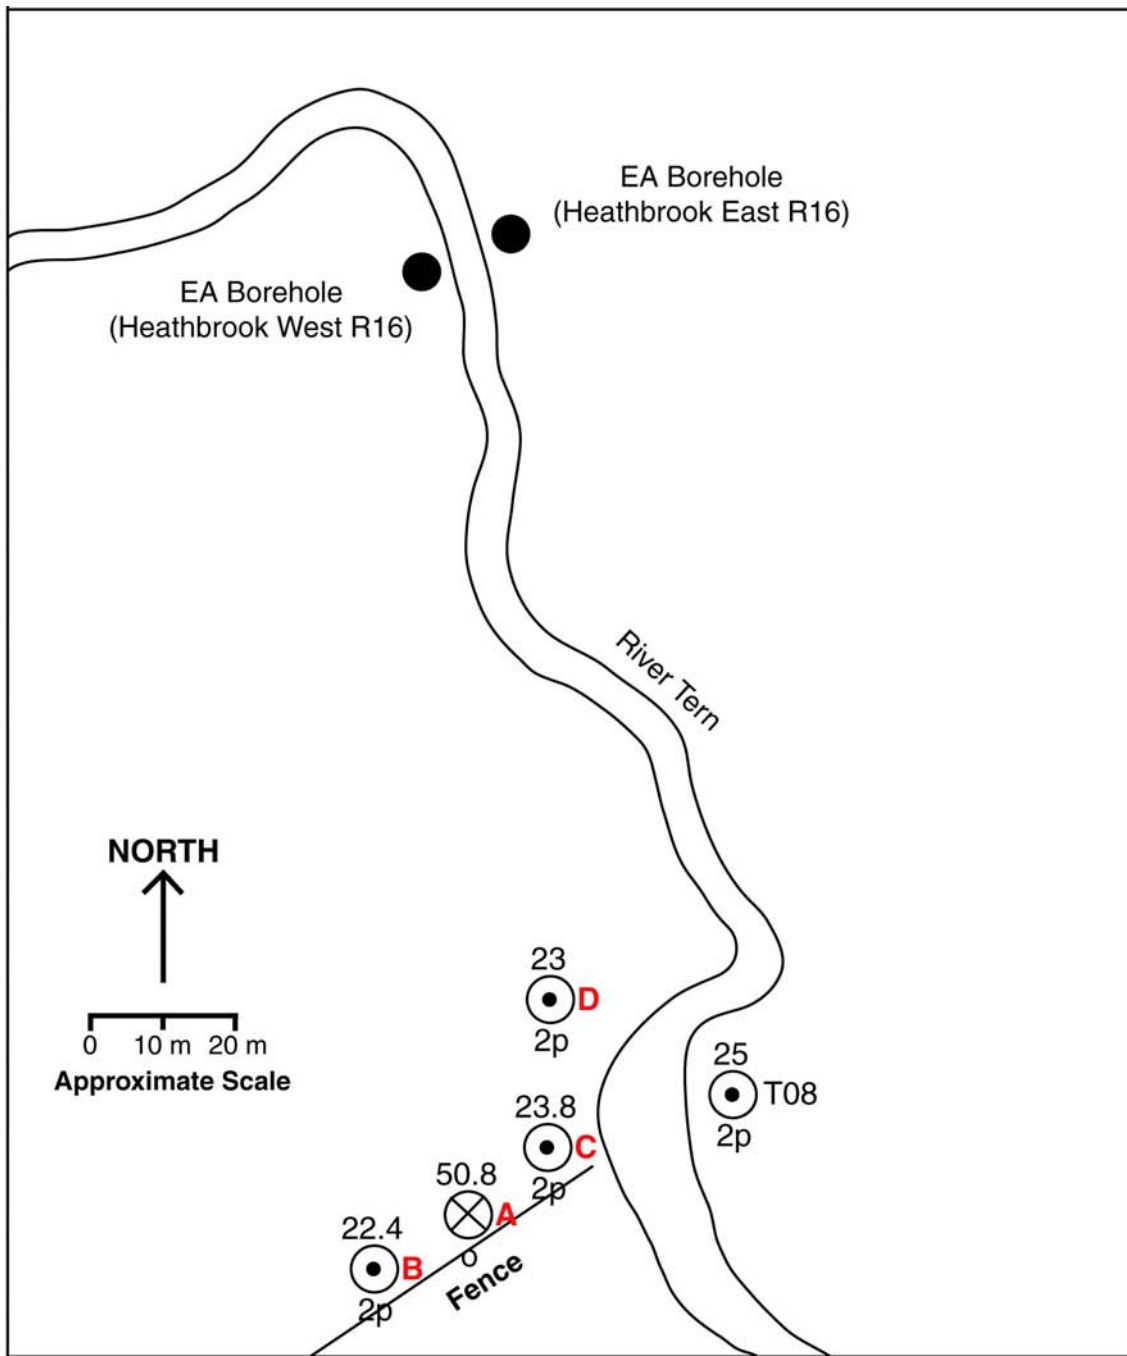 EA Borehole
(Heathbrook East R16)
EA Borehole
(Heathbrook West R16)
River Tern
NORTH
0 10 m 20 m
Approximate Scale
23
D
2p
25
T08
2p
23.8
C
2p
50.8
A
o
22.4
B
2p
Fence